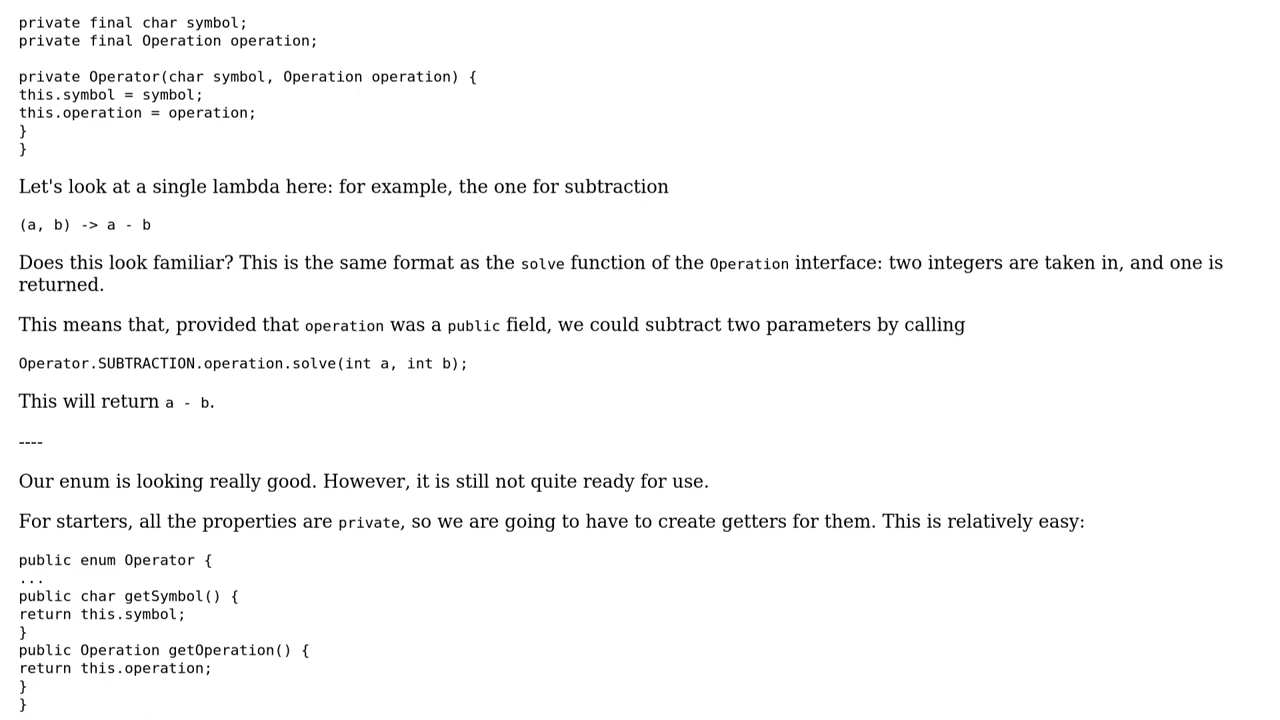 private final char symbol;
private final Operation operation;
private Operator(char symbol, Operation operation) {
this.symbol = symbol;
this.operation = operation;
}
}
Let's look at a single lambda here: for example, the one for subtraction
(a, b) -> a - b
Does this look familiar? This is the same format as the solve function of the Operation interface: two integers are taken in, and one is
returned.
This means that, provided that operation was a public field, we could subtract two parameters by calling
Operator.SUBTRACTION.operation.solve(int a, int b);
This will return a - b.
----
Our enum is looking really good. However, it is still not quite ready for use.
For starters, all the properties are private, so we are going to have to create getters for them. This is relatively easy:
public enum Operator {
...
public char getSymbol() {
return this.symbol;
}
public Operation getOperation() {
return this.operation;
}
}